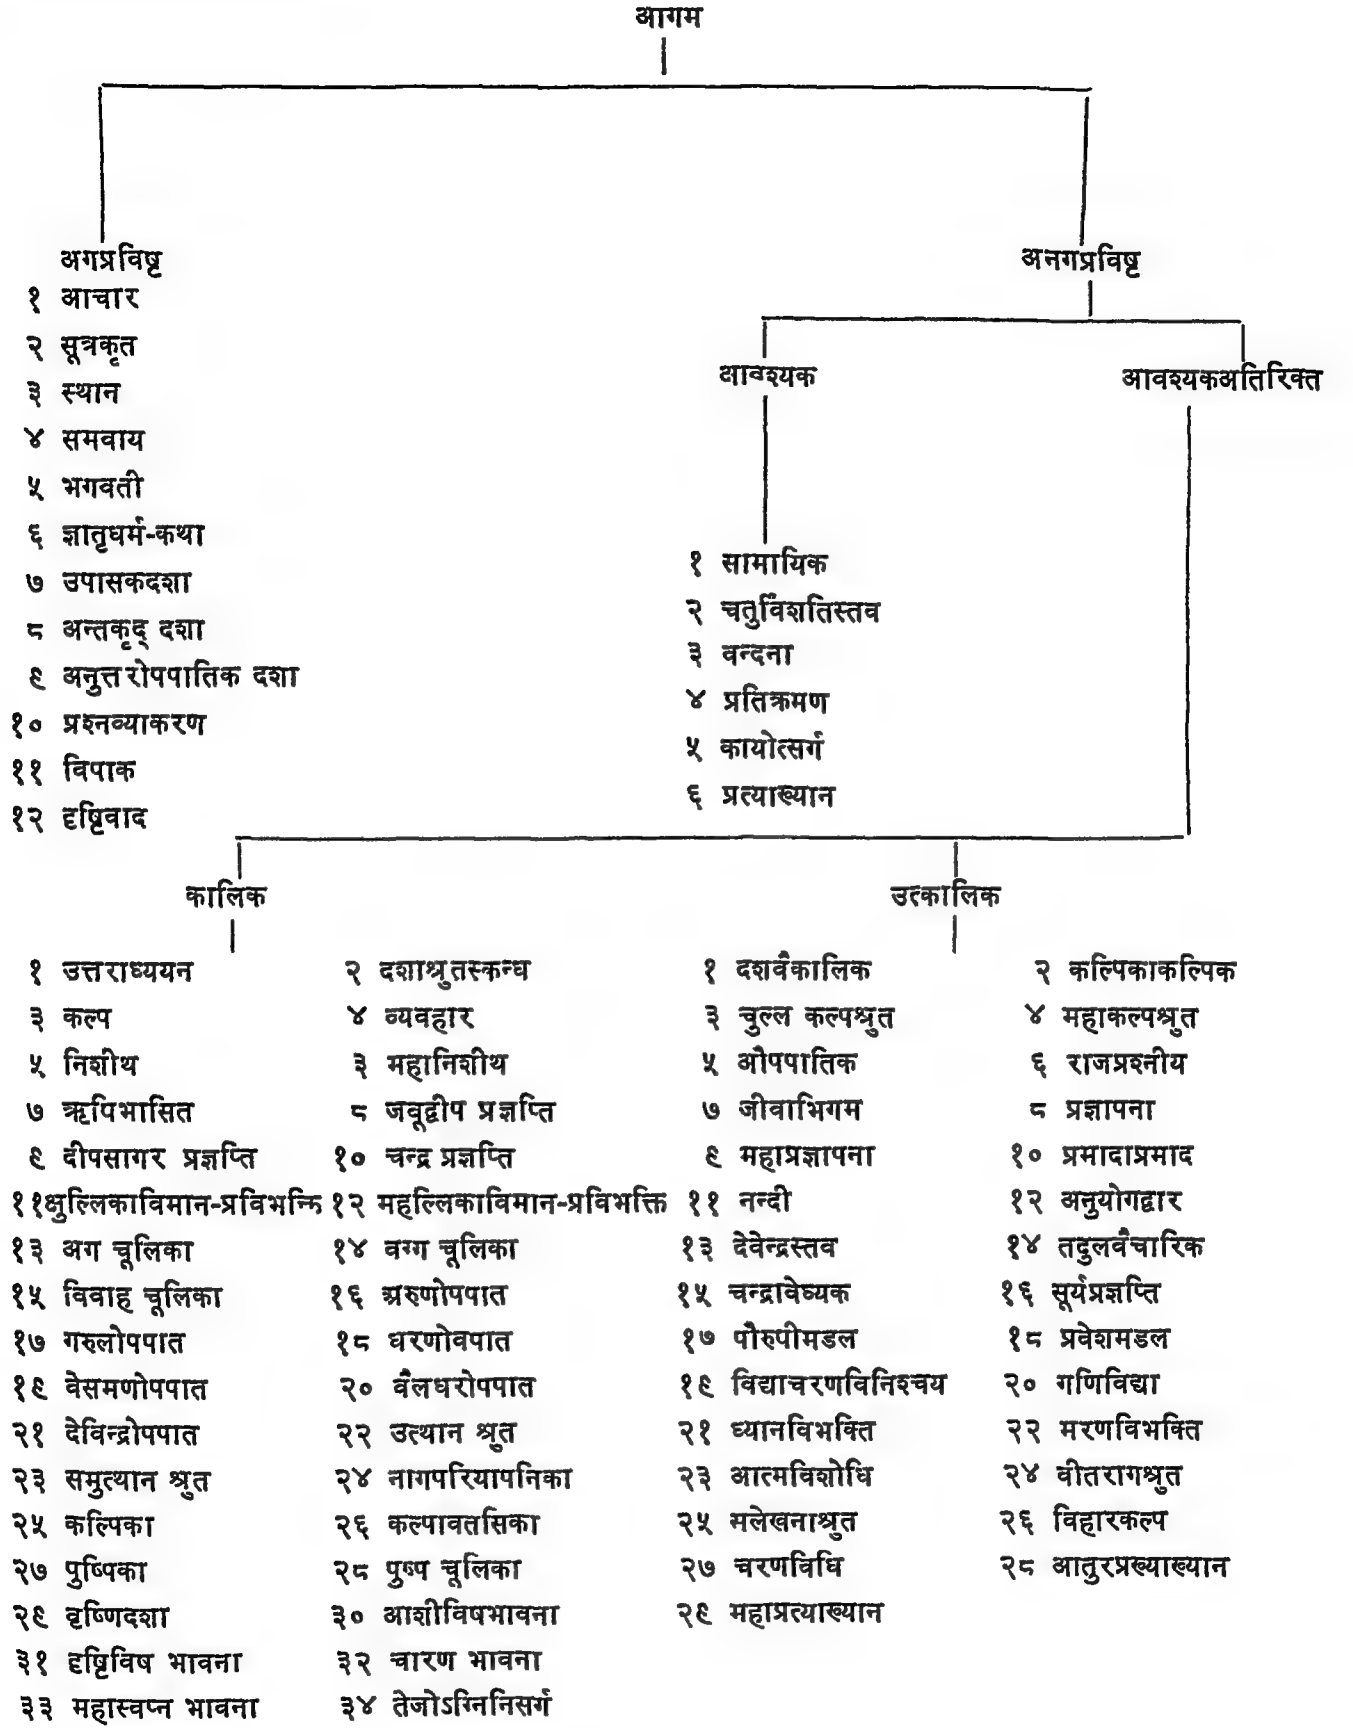 आगम
अगप्रविष्ट
१ आचार
२ सूत्रकृत
३ स्थान
४ समवाय
५ भगवती
६ ज्ञातृधर्म-कथा
७ उपासकदशा
८ अन्तकृद् दशा
९ अनुत्तरोपपातिक दशा
१० प्रश्नव्याकरण
११ विपाक
१२ दृष्टिवाद
अनगप्रविष्ट
आवश्यक आवश्यकअतिरिक्त
१ सामायिक
२ चतुर्विंशतिस्तव
३ वन्दना
४ प्रतिक्रमण
५ कायोत्सर्ग
६ प्रत्याख्यान
कालिक
१ उत्तराध्ययन २ दशाश्रुतस्कन्ध
३ कल्प ४ व्यवहार
५ निशीथ ३ महानिशीथ
७ ऋपिभासित ८ जवूद्वीप प्रज्ञप्ति
९ दीपसागर प्रज्ञप्ति १० चन्द्र प्रज्ञप्ति
११क्षुल्लिकाविमान-प्रविभक्ति १२ महल्लिकाविमान-प्रविभक्ति
१३ अग चूलिका १४ वग्ग चूलिका
१५ विवाह चूलिका १६ अरुणोपपात
१७ गरुलोपपात १८ धरणोवपात
१९ वेसमणोपपात २० वैलधरोपपात
२१ देविन्द्रोपपात २२ उत्थान श्रुत
२३ समुत्थान श्रुत २४ नागपरियापनिका
२५ कल्पिका २६ कल्पावतसिका
२७ पुष्पिका २८ पुष्प चूलिका
२९ वृष्णिदशा ३० आशीविषभावना
३१ दृष्टिविष भावना ३२ चारण भावना
३३ महास्वप्न भावना ३४ तेजोऽग्निनिसर्ग
उत्कालिक
१ दशवैकालिक २ कल्पिकाकल्पिक
३ चुल्ल कल्पश्रुत ४ महाकल्पश्रुत
५ औपपातिक ६ राजप्रश्नीय
७ जीवाभिगम ८ प्रज्ञापना
९ महाप्रज्ञापना १० प्रमादाप्रमाद
११ नन्दी १२ अनुयोगद्वार
१३ देवेन्द्रस्तव १४ तदुलवैचारिक
१५ चन्द्रावेध्यक १६ सूर्यप्रज्ञप्ति
१७ पौरुपीमडल १८ प्रवेशमडल
१९ विद्याचरणविनिश्चय २० गणिविद्या
२१ ध्यानविभक्ति २२ मरणविभक्ति
२३ आत्मविशोधि २४ वीतरागश्रुत
२५ मलेखनाश्रुत २६ विहारकल्प
२७ चरणविधि २८ आतुरप्रख्याख्यान
२९ महाप्रत्याख्यान